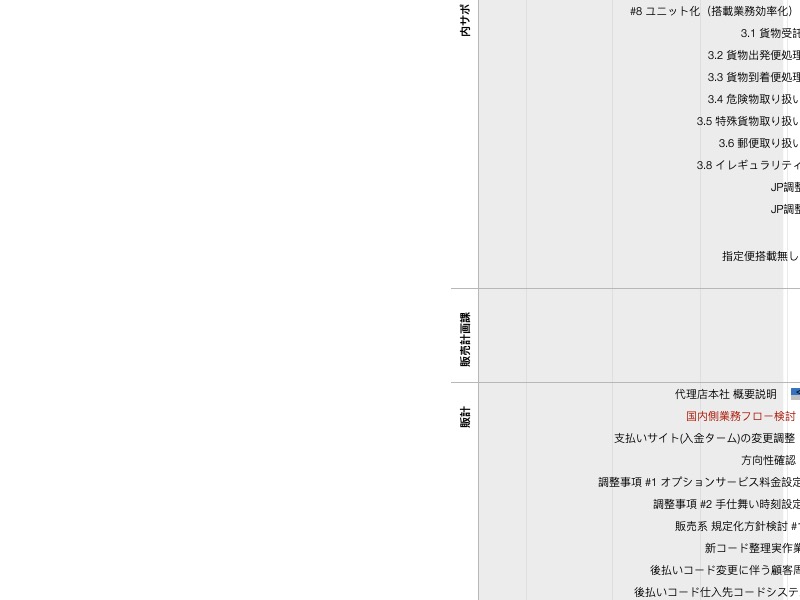 内サポ
#8 ユニット化（搭載業務効率化）
3.1 貨物受託
3.2 貨物出発便処理
3.3 貨物到着便処理
3.4 危険物取り扱い
3.5 特殊貨物取り扱い
3.6 郵便取り扱い
3.8 イレギュラリティ
JP調整
JP調整
指定便搭載無し
販売計画課
販計
代理店本社 概要説明
国内側業務フロー検討
支払いサイト(入金ターム)の変更調整
方向性確認
調整事項 #1 オプションサービス料金設定
調整事項 #2 手仕舞い時刻設定
販売系 規定化方針検討 #1
新コード整理実作業
後払いコード変更に伴う顧客周
後払いコード仕入先コードシステ